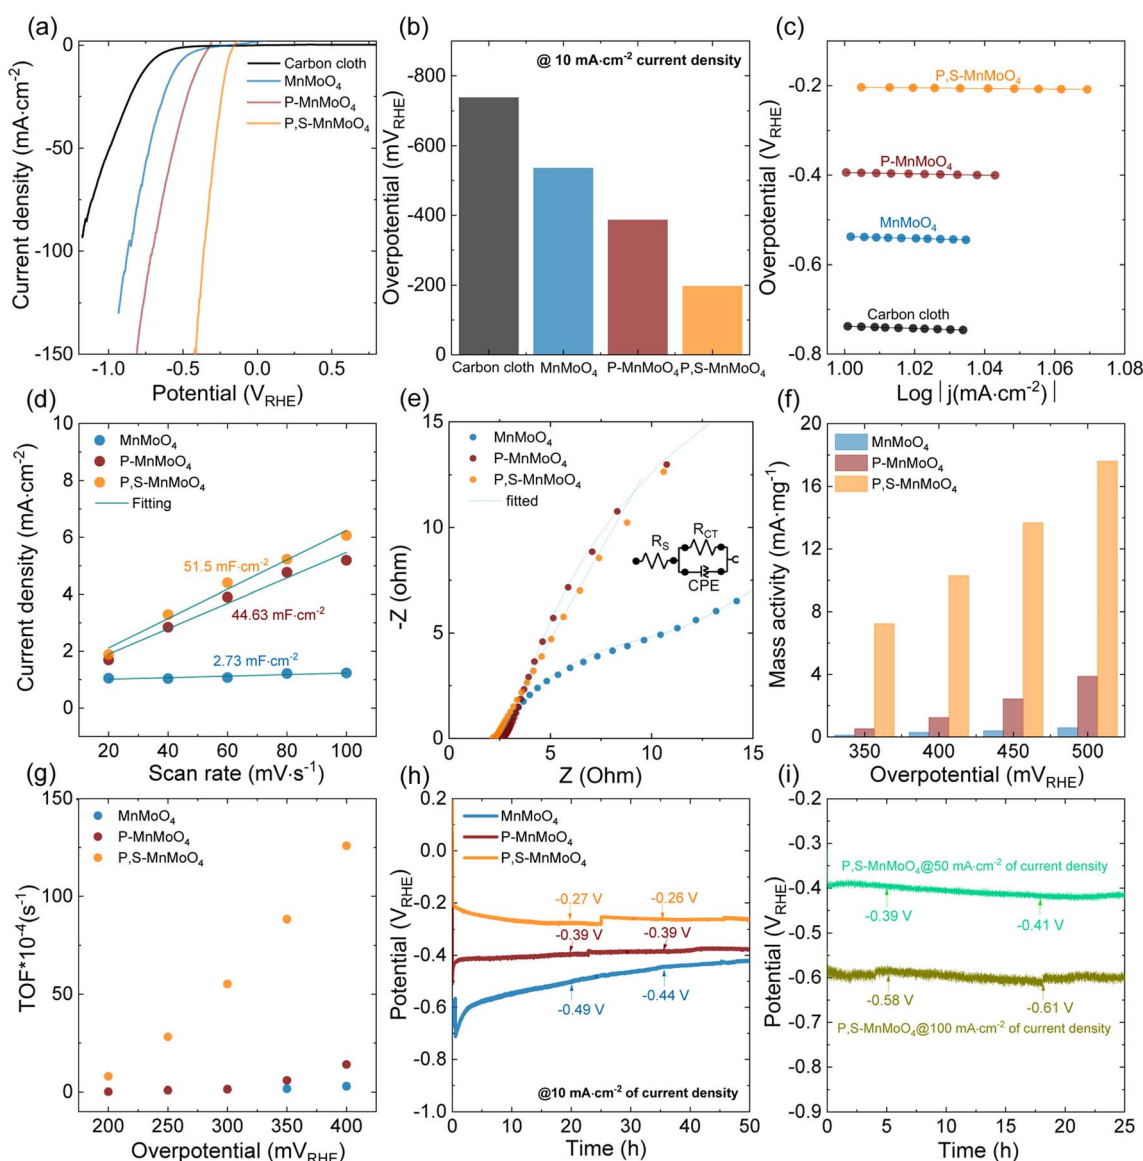 (a)
Current density (mA·cm⁻²)
0
-50
-100
-150
-1.0
-0.5
0.0
0.5
Potential (V_RHE)
Carbon cloth
MnMoO₄
P-MnMoO₄
P,S-MnMoO₄
(b)
@ 10 mA·cm⁻² current density
Overpotential (mV_RHE)
-800
-600
-400
-200
0
Carbon cloth
MnMoO₄
P-MnMoO₄
P,S-MnMoO₄
(c)
Overpotential (V_RHE)
-0.2
-0.4
-0.6
-0.8
P,S-MnMoO₄
P-MnMoO₄
MnMoO₄
Carbon cloth
1.00
1.02
1.04
1.06
1.08
Log|j(mA·cm⁻²)|
(d)
Current density (mA·cm⁻²)
10
8
6
4
2
0
MnMoO₄
P-MnMoO₄
P,S-MnMoO₄
Fitting
51.5 mF·cm⁻²
44.63 mF·cm⁻²
2.73 mF·cm⁻²
20
40
60
80
100
Scan rate (mV·s⁻¹)
(e)
-Z (ohm)
15
10
5
0
MnMoO₄
P-MnMoO₄
P,S-MnMoO₄
fitted
R_S
R_CT
CPE
0
5
10
15
Z (Ohm)
(f)
Mass activity (mA·mg⁻¹)
20
16
12
8
4
0
MnMoO₄
P-MnMoO₄
P,S-MnMoO₄
350
400
450
500
Overpotential (mV_RHE)
(g)
TOF*10⁻⁴(s⁻¹)
150
100
50
0
MnMoO₄
P-MnMoO₄
P,S-MnMoO₄
200
250
300
350
400
Overpotential (mV_RHE)
(h)
Potential (V_RHE)
0.2
0.0
-0.2
-0.4
-0.6
-0.8
-1.0
MnMoO₄
P-MnMoO₄
P,S-MnMoO₄
-0.27 V
-0.26 V
-0.39 V
-0.39 V
-0.49 V
-0.44 V
@10 mA·cm⁻² of current density
0
10
20
30
40
50
Time (h)
(i)
Potential (V_RHE)
-0.2
-0.3
-0.4
-0.5
-0.6
-0.7
-0.8
-0.9
P,S-MnMoO₄@50 mA·cm⁻² of current density
-0.39 V
-0.41 V
-0.58 V
-0.61 V
P,S-MnMoO₄@100 mA·cm⁻² of current density
0
5
10
15
20
25
Time (h)